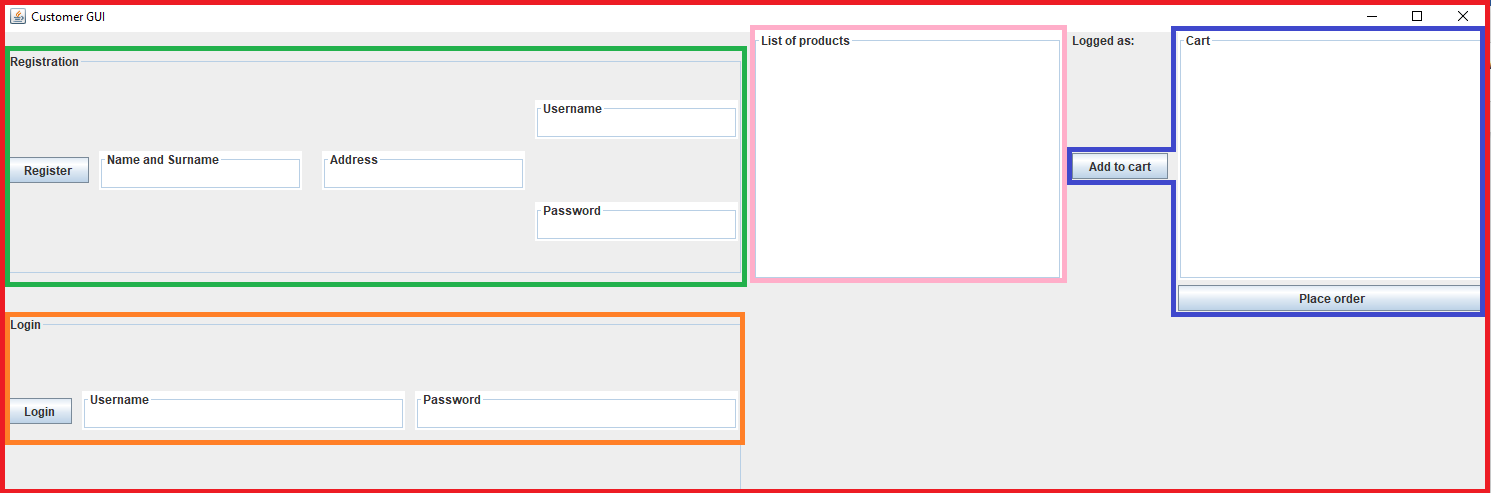 Customer GUI
Registration
Username
Register
Name and Surname
Address
Password
Login
Login
Username
Password
List of products
Logged as:
Add to cart
Cart
Place order